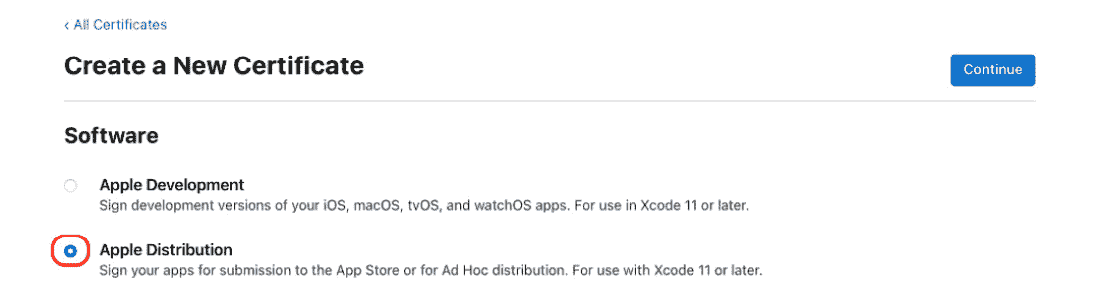 ‹ All Certificates
Create a New Certificate
Continue
Software
Apple Development
Sign development versions of your iOS, macOS, tvOS, and watchOS apps. For use in Xcode 11 or later.
Apple Distribution
Sign your apps for submission to the App Store or for Ad Hoc distribution. For use with Xcode 11 or later.